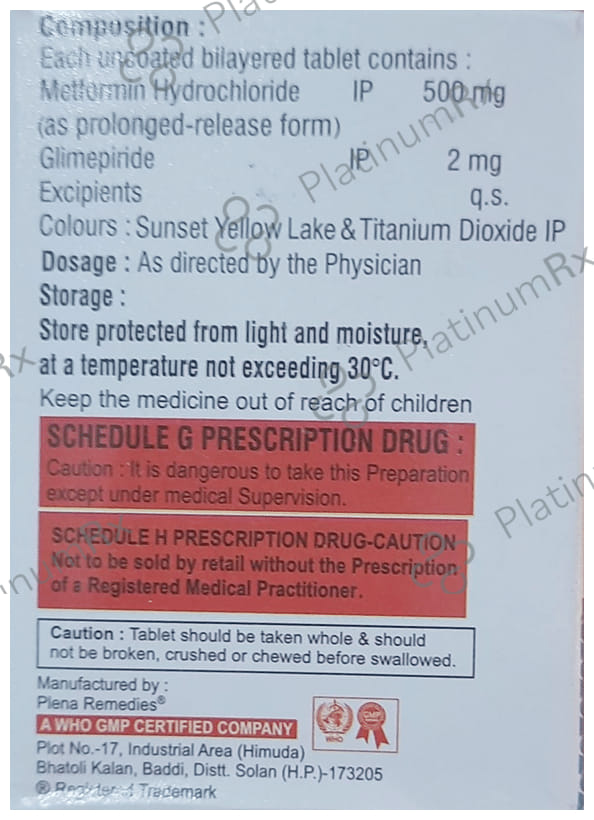 Composition :
Each uncoated bilayered tablet contains :
Metformin Hydrochloride IP 500 mg
(as prolonged-release form)
Glimepiride IP 2 mg
Excipients q.s.
Colours : Sunset Yellow Lake & Titanium Dioxide IP
Dosage : As directed by the Physician
Storage :
Store protected from light and moisture,
at a temperature not exceeding 30°C.
Keep the medicine out of reach of children
SCHEDULE G PRESCRIPTION DRUG :
Caution : It is dangerous to take this Preparation
except under medical Supervision.
SCHEDULE H PRESCRIPTION DRUG-CAUTION
Not to be sold by retail without the Prescription
of a Registered Medical Practitioner.
Caution : Tablet should be taken whole & should
not be broken, crushed or chewed before swallowed.
Manufactured by :
Plena Remedies®
A WHO GMP CERTIFIED COMPANY
WHO
GMP
Plot No.-17, Industrial Area (Himuda)
Bhatoli Kalan, Baddi, Distt. Solan (H.P.)-173205
® Registered Trademark
PlatinumRx
PlatinumRx